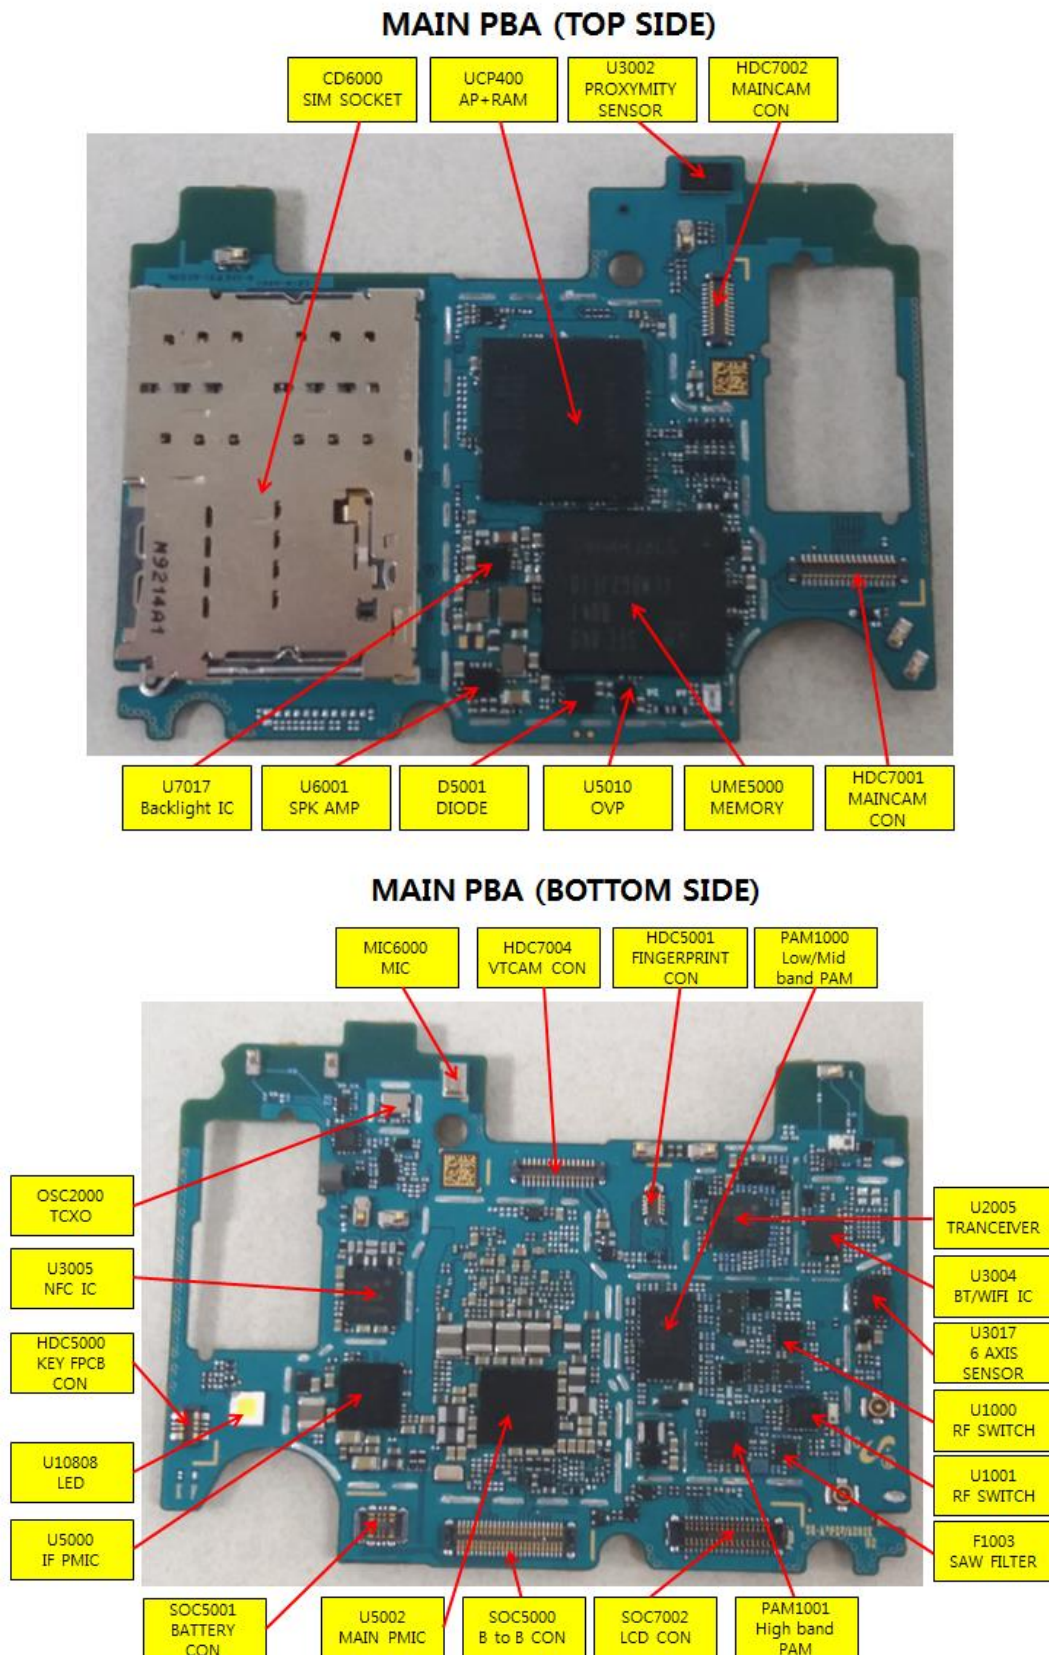 MAIN PBA (TOP SIDE)
CD6000
SIM SOCKET
UCP400
AP+RAM
U3002
PROXYMITY
SENSOR
HDC7002
MAINCAM
CON
N9214A1
U7017
Backlight IC
U6001
SPK AMP
D5001
DIODE
U5010
OVP
UME5000
MEMORY
HDC7001
MAINCAM
CON
MAIN PBA (BOTTOM SIDE)
MIC6000
MIC
HDC7004
VTCAM CON
HDC5001
FINGERPRINT
CON
PAM1000
Low/Mid
band PAM
OSC2000
TCXO
U3005
NFC IC
HDC5000
KEY FPCB
CON
U10808
LED
U5000
IF PMIC
U2005
TRANCEIVER
U3004
BT/WIFI IC
U3017
6 AXIS
SENSOR
U1000
RF SWITCH
U1001
RF SWITCH
F1003
SAW FILTER
SOC5001
BATTERY
CON
U5002
MAIN PMIC
SOC5000
B to B CON
SOC7002
LCD CON
PAM1001
High band
PAM